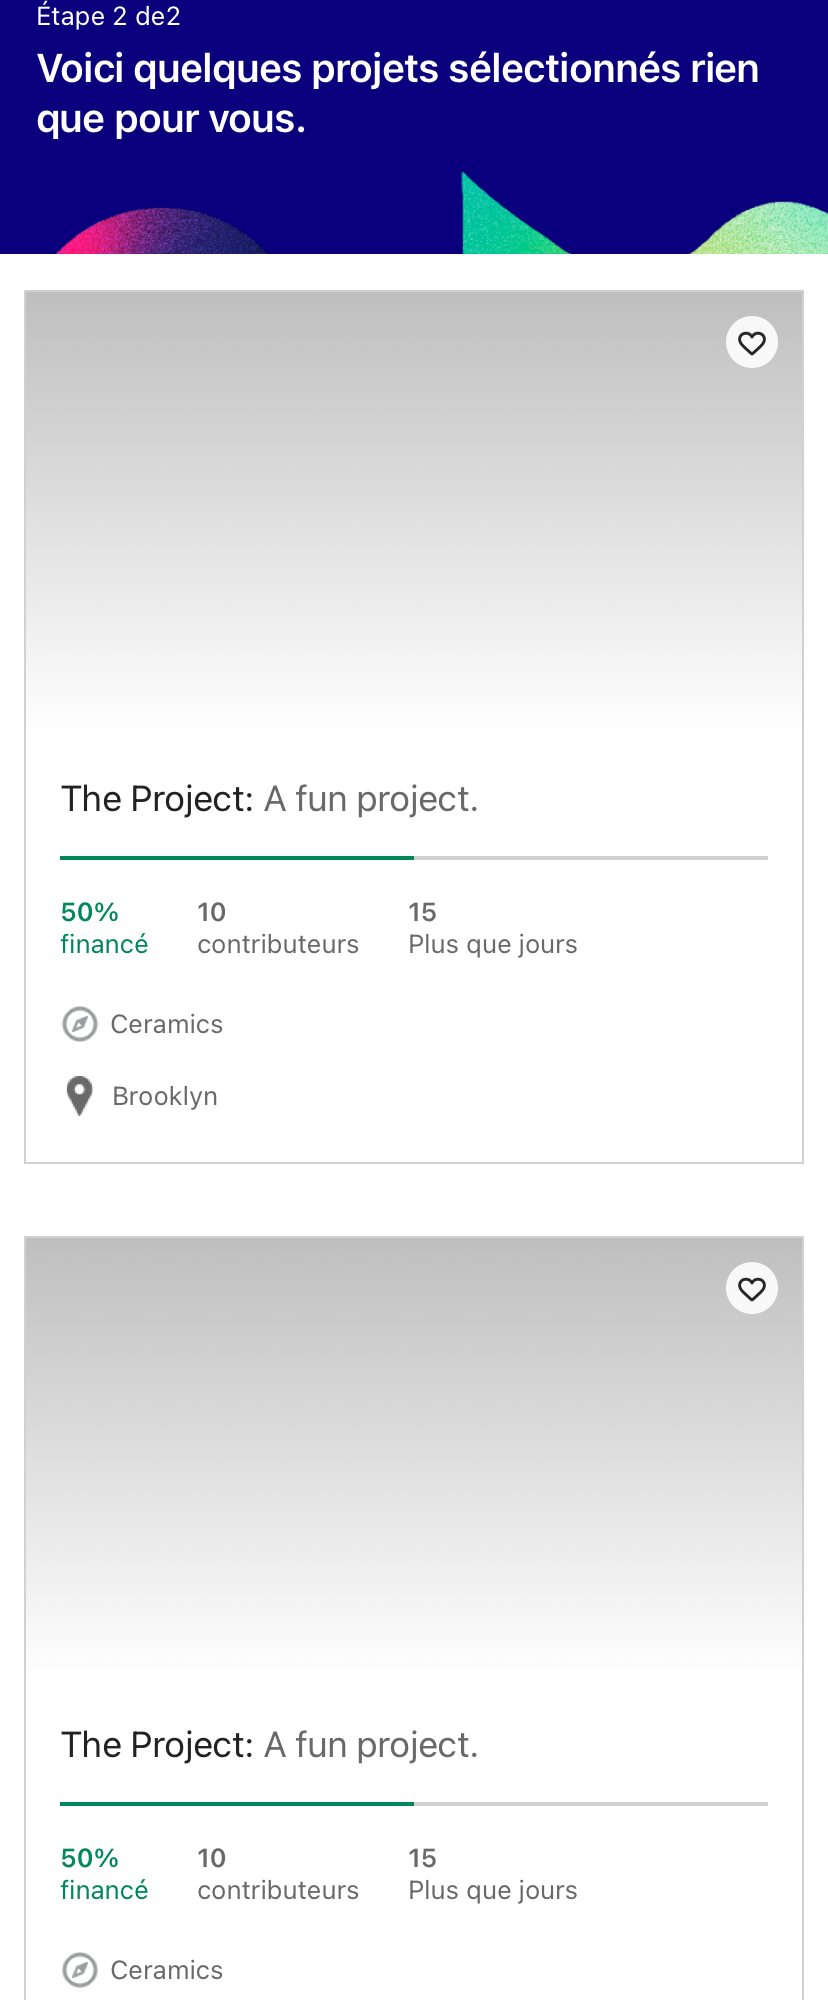 Étape 2 de2
Voici quelques projets sélectionnés rien
que pour vous.
The Project: A fun project.
50%
financé
10
contributeurs
15
Plus que jours
Ceramics
Brooklyn
The Project: A fun project.
50%
financé
10
contributeurs
15
Plus que jours
Ceramics